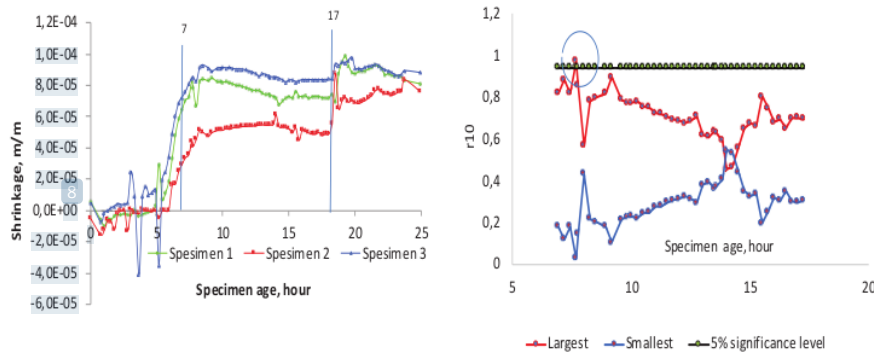 1,2E-04
1,0E-04
8,0E-05
6,0E-05
4,0E-05
2,0E-05
0,0E+00
-2,0E-05
-4,0E-05
-6,0E-05
Shrinkage, m/m
7
17
0 5 10 15 20 25
Spesimen 1 Spesimen 2 Spesimen 3
Specimen age, hour
1,2
1
0,8
0,6
0,4
0,2
0
r10
Specimen age, hour
5 10 15 20
Largest Smallest 5% significance level